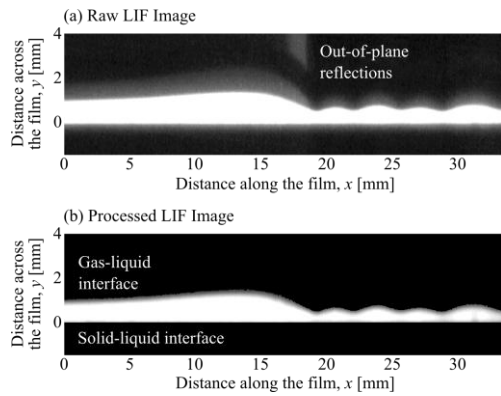 (a) Raw LIF Image
Distance across
the film, y [mm]
4
2
0
Out-of-plane
reflections
0 5 10 15 20 25 30
Distance along the film, x [mm]
(b) Processed LIF Image
Distance across
the film, y [mm]
4
2
0
Gas-liquid
interface
Solid-liquid interface
0 5 10 15 20 25 30
Distance along the film, x [mm]